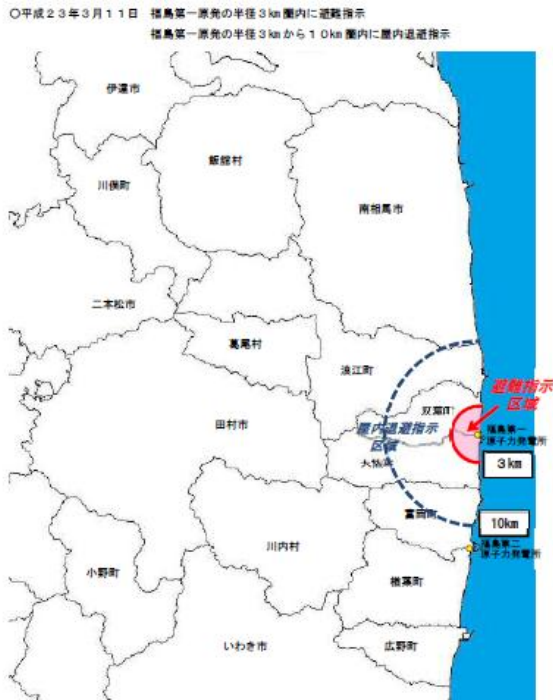 〇平成２３年３月１１日　福島第一原発の半径３km圏内に避難指示
福島第一原発の半径３kmから１０km圏内に屋内退避指示
伊達市
飯舘村
川俣町
南相馬市
二本松市
葛尾村
浪江町
避難指示
区域
双葉町
福島第一
原子力発電所
屋内退避指示
区域
田村市
大熊町
３km
富岡町
10km
川内村
福島第二
原子力発電所
小野町
楢葉町
いわき市
広野町